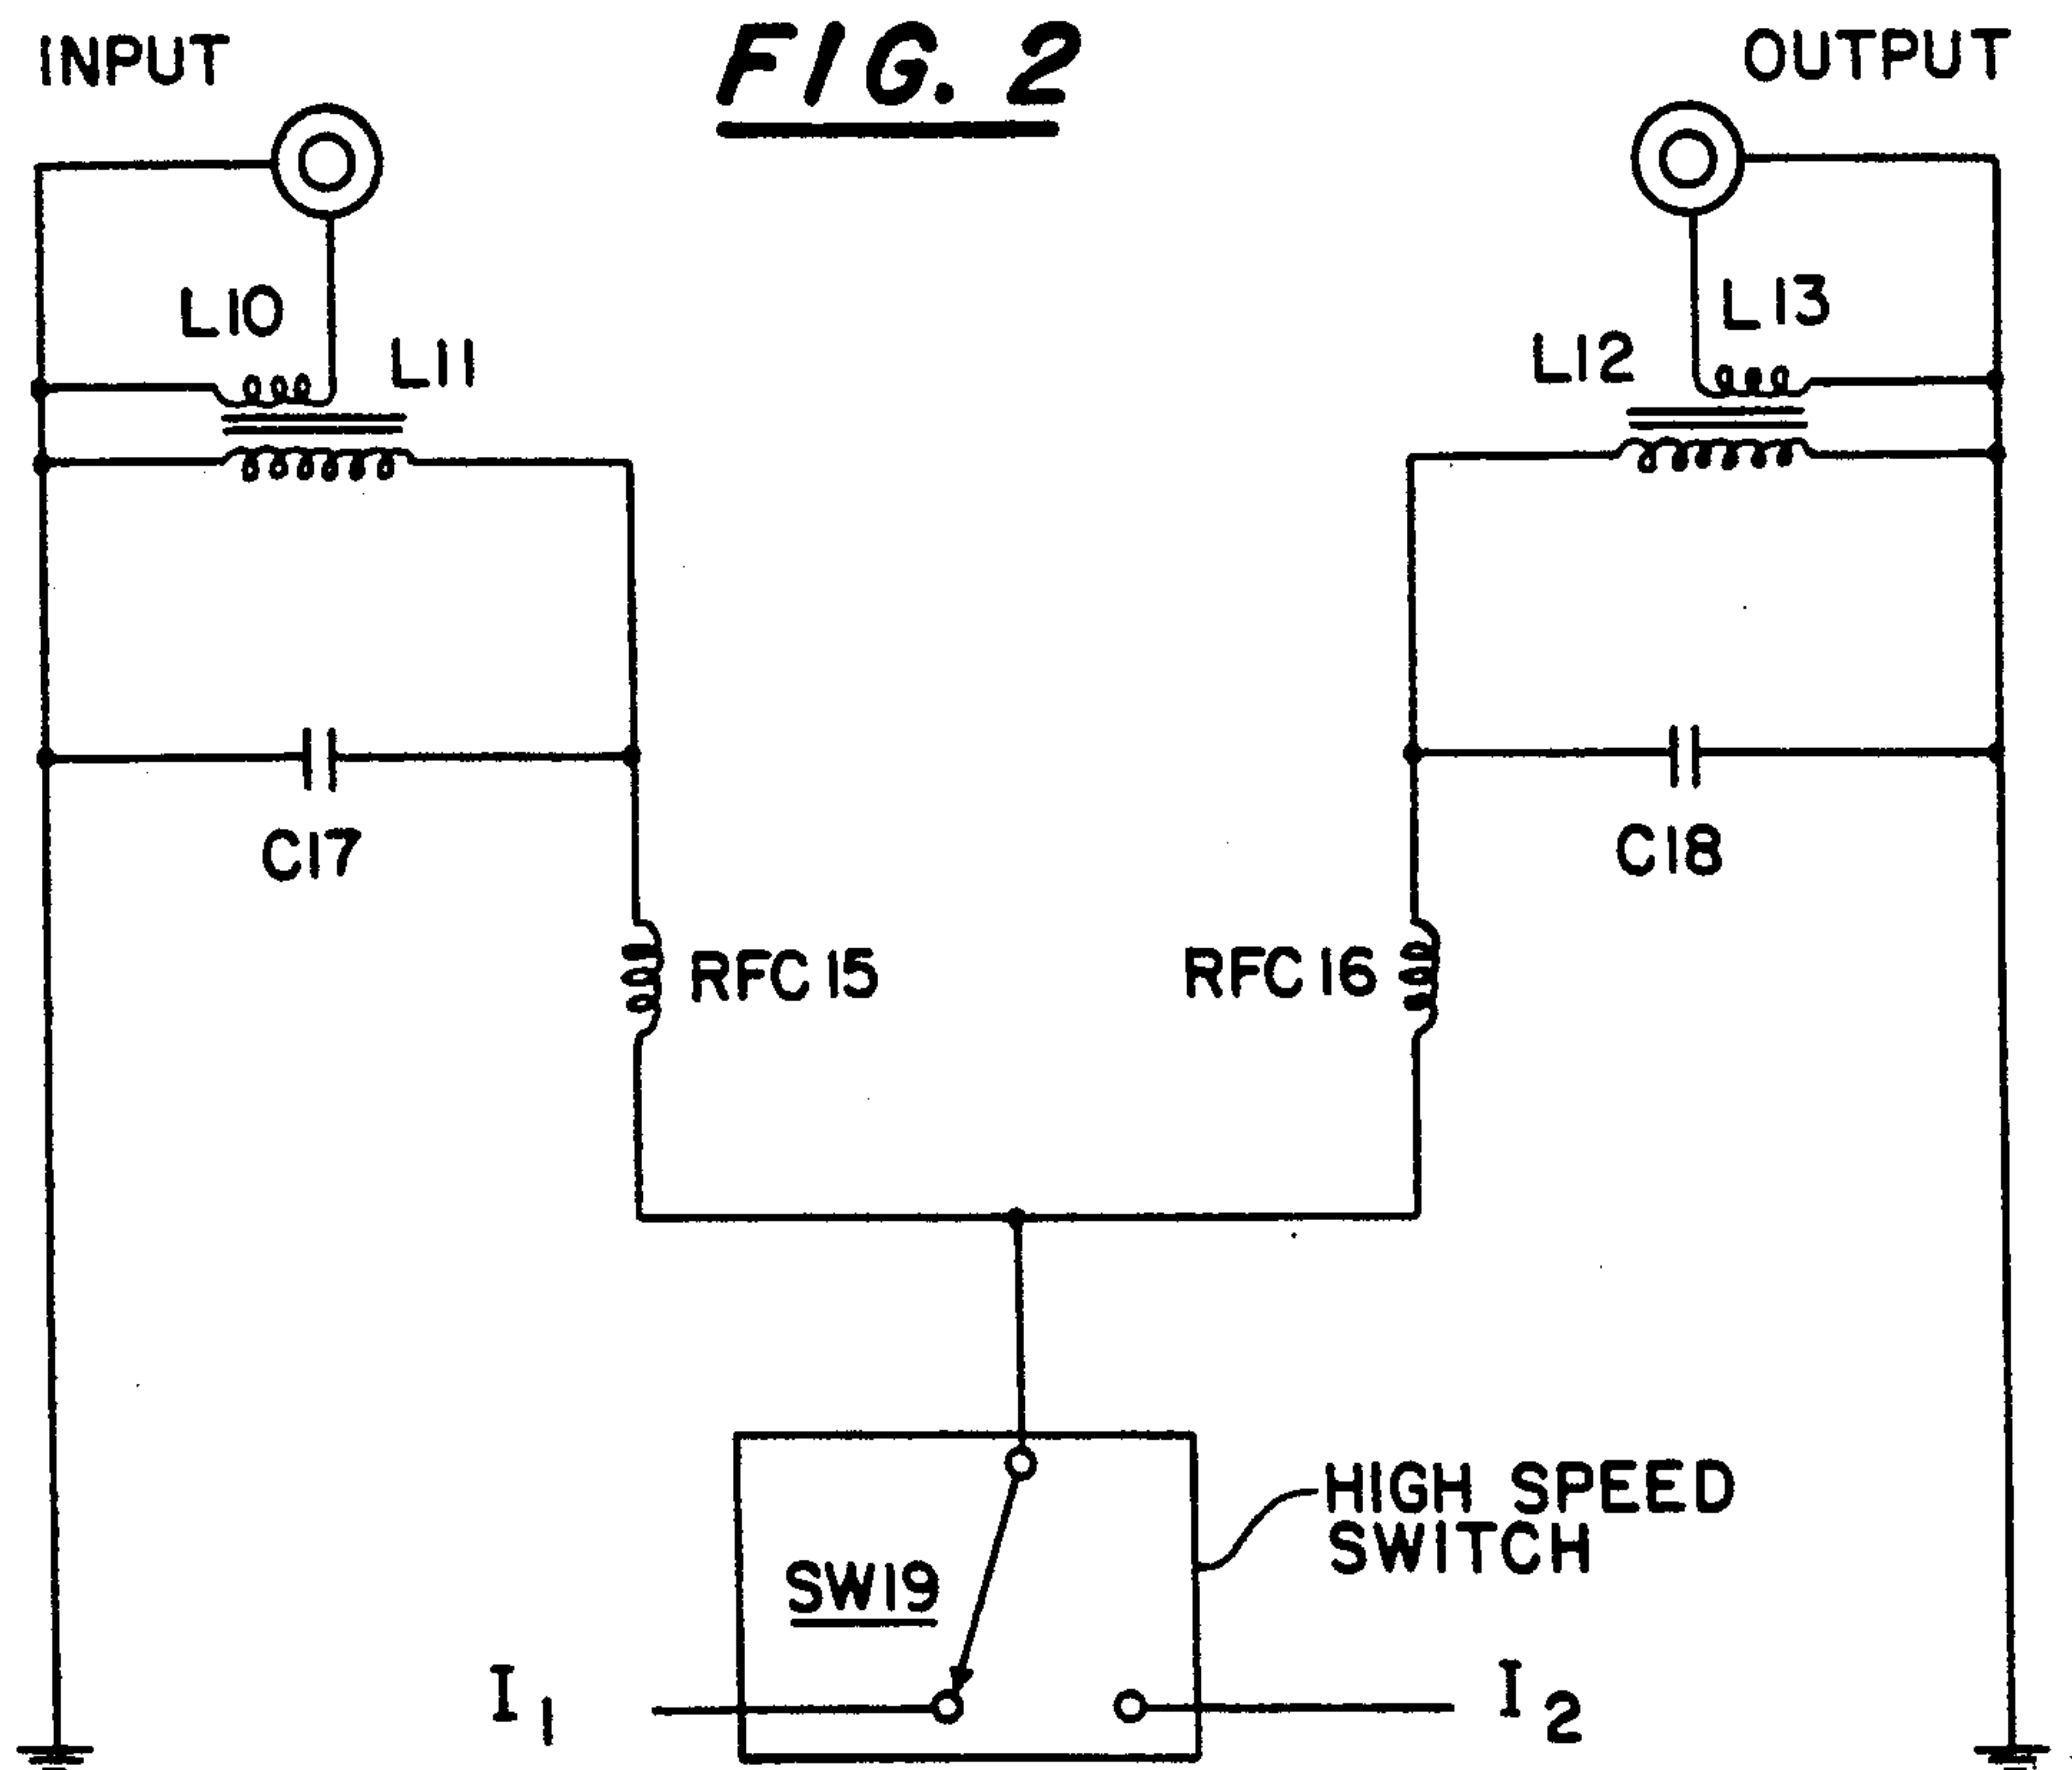 INPUT
FIG. 2
OUTPUT
L10
L11
L12
L13
C17
C18
RFC 15
RFC 16
HIGH SPEED
SWITCH
SW19
I1
I2